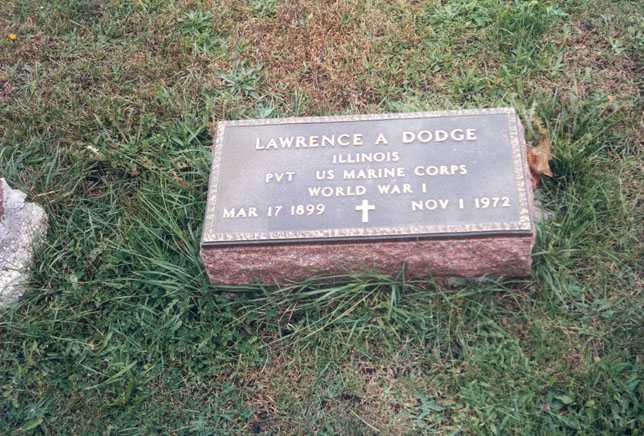 LAWRENCE A DODGE
ILLINOIS
PVT US MARINE CORPS
WORLD WAR I
MAR 17 1899 NOV 1 1972